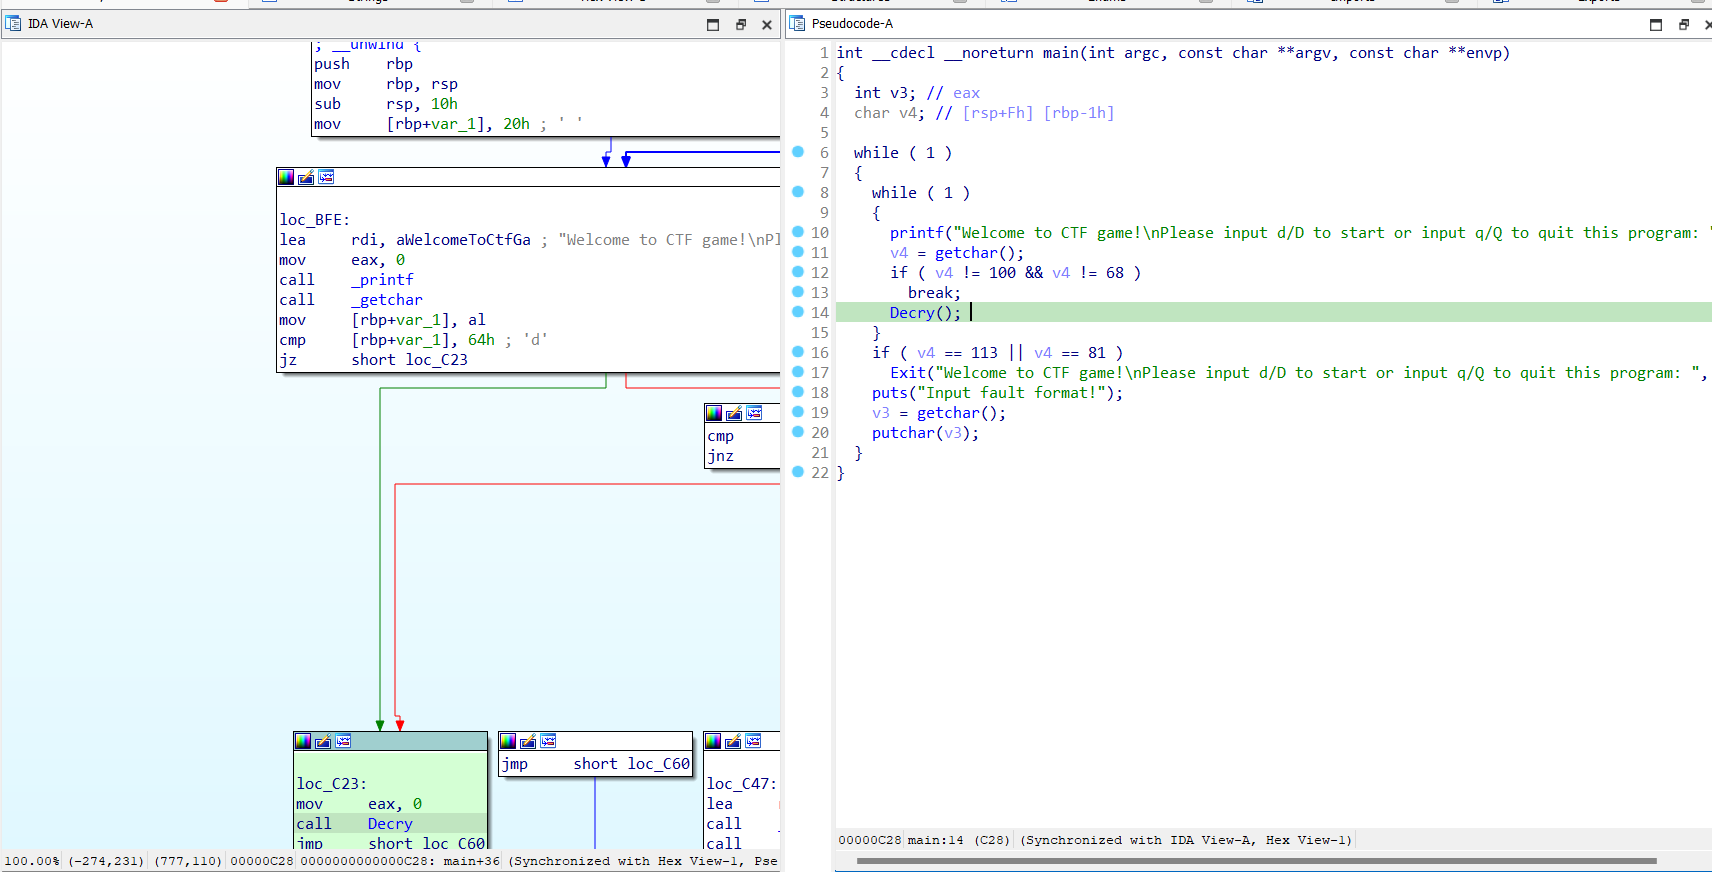 Strings
Structures
Enums
Imports
Exports
IDA View-A
; __unwind {
push rbp
mov rbp, rsp
sub rsp, 10h
mov [rbp+var_1], 20h ; ' '
loc_BFE:
lea rdi, aWelcomeToCtfGa ; "Welcome to CTF game!\nPl
mov eax, 0
call _printf
call _getchar
mov [rbp+var_1], al
cmp [rbp+var_1], 64h ; 'd'
jz short loc_C23
cmp
jnz
loc_C23:
mov eax, 0
call Decry
jmp short loc_C60
jmp short loc_C60
loc_C47:
lea
call
call
100.00% (-274,231) (777,110) 00000C28 0000000000000C28: main+36 (Synchronized with Hex View-1, Pse
Pseudocode-A
1 int __cdecl __noreturn main(int argc, const char **argv, const char **envp)
2 {
3 int v3; // eax
4 char v4; // [rsp+Fh] [rbp-1h]
5
6 while ( 1 )
7 {
8 while ( 1 )
9 {
10 printf("Welcome to CTF game!\nPlease input d/D to start or input q/Q to quit this program: "
11 v4 = getchar();
12 if ( v4 != 100 && v4 != 68 )
13 break;
14 Decry();
15 }
16 if ( v4 == 113 || v4 == 81 )
17 Exit("Welcome to CTF game!\nPlease input d/D to start or input q/Q to quit this program: ",
18 puts("Input fault format!");
19 v3 = getchar();
20 putchar(v3);
21 }
22 }
00000C28 main:14 (C28) (Synchronized with IDA View-A, Hex View-1)